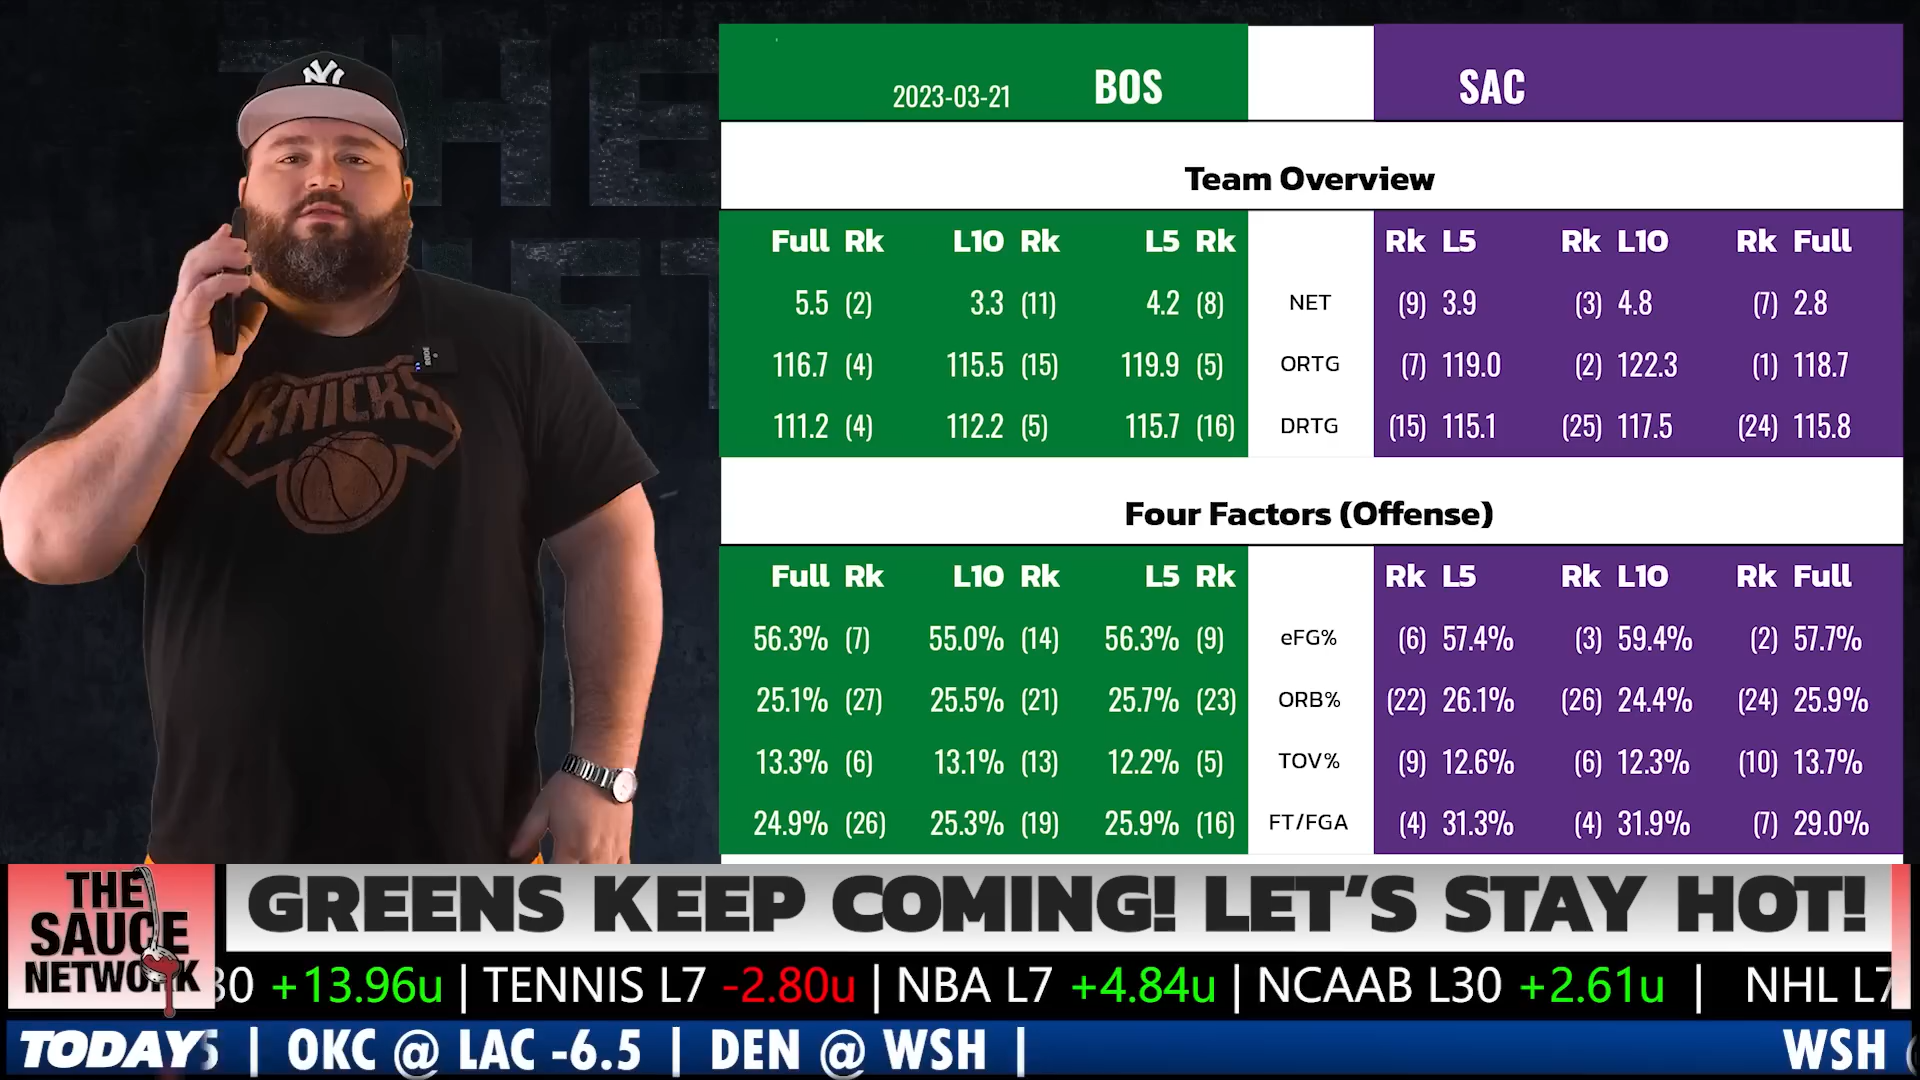 2023-03-21 BOS SAC
Team Overview
Full Rk L10 Rk L5 Rk Rk L5 Rk L10 Rk Full
5.5 (2) 3.3 (11) 4.2 (8) NET (9) 3.9 (3) 4.8 (7) 2.8
116.7 (4) 115.5 (15) 119.9 (5) ORTG (7) 119.0 (2) 122.3 (1) 118.7
111.2 (4) 112.2 (5) 115.7 (16) DRTG (15) 115.1 (25) 117.5 (24) 115.8
Four Factors (Offense)
Full Rk L10 Rk L5 Rk Rk L5 Rk L10 Rk Full
56.3% (7) 55.0% (14) 56.3% (9) eFG% (6) 57.4% (3) 59.4% (2) 57.7%
25.1% (27) 25.5% (21) 25.7% (23) ORB% (22) 26.1% (26) 24.4% (24) 25.9%
13.3% (6) 13.1% (13) 12.2% (5) TOV% (9) 12.6% (6) 12.3% (10) 13.7%
24.9% (26) 25.3% (19) 25.9% (16) FT/FGA (4) 31.3% (4) 31.9% (7) 29.0%
NY
RODE
KNICKS
THE
SAUCE
NETWORK
GREENS KEEP COMING! LET'S STAY HOT!
30 +13.96u | TENNIS L7 -2.80u | NBA L7 +4.84u | NCAAB L30 +2.61u | NHL L7
TODAY 5 | OKC @ LAC -6.5 | DEN @ WSH | WSH @